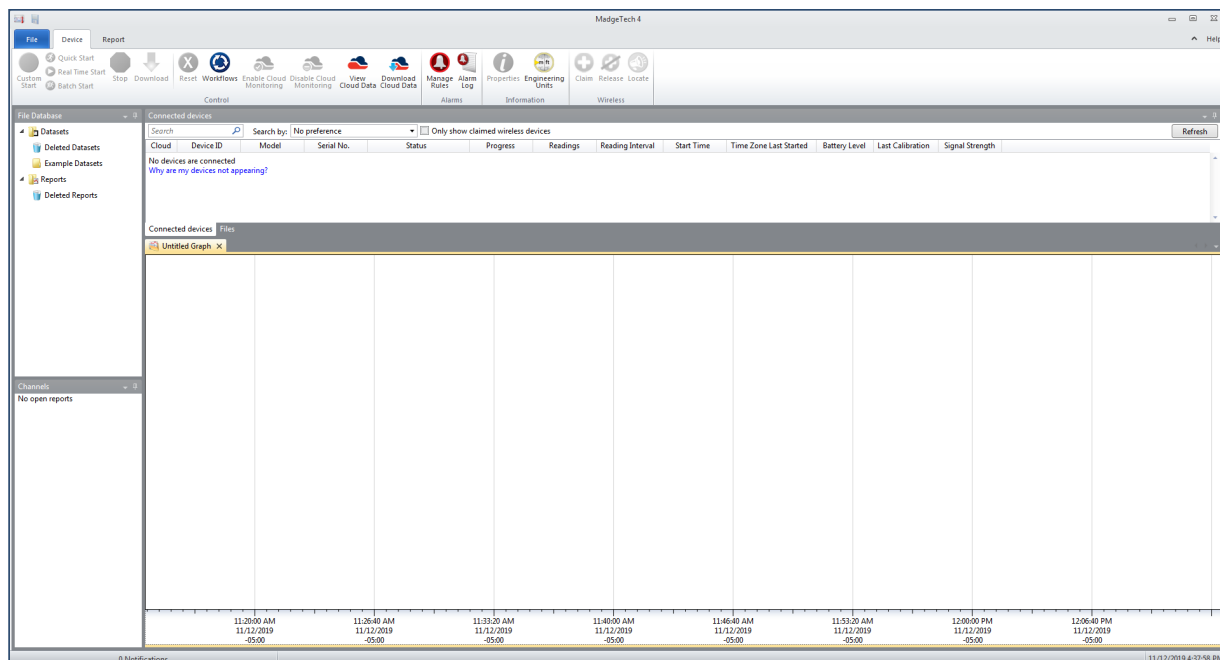 MadgeTech 4
File Device Report
Help
Custom Start
Quick Start
Real Time Start
Batch Start
Stop
Download
Reset
Workflows
Enable Cloud Monitoring
Disable Cloud Monitoring
View Cloud Data
Download Cloud Data
Manage Rules
Alarm Log
Properties
Engineering Units
Claim
Release
Locate
Control
Alarms
Information
Wireless
File Database
Datasets
Deleted Datasets
Example Datasets
Reports
Deleted Reports
Channels
No open reports
Connected devices
Search
Search by: No preference
Only show claimed wireless devices
Refresh
Cloud Device ID Model Serial No. Status Progress Readings Reading Interval Start Time Time Zone Last Started Battery Level Last Calibration Signal Strength
No devices are connected
Why are my devices not appearing?
Connected devices Files
Untitled Graph
11:20:00 AM 11:26:40 AM 11:33:20 AM 11:40:00 AM 11:46:40 AM 11:53:20 AM 12:00:00 PM 12:06:40 PM
11/12/2019 11/12/2019 11/12/2019 11/12/2019 11/12/2019 11/12/2019 11/12/2019 11/12/2019
-05:00 -05:00 -05:00 -05:00 -05:00 -05:00 -05:00 -05:00
0 Notifications
11/12/2019 4:37:58 PM